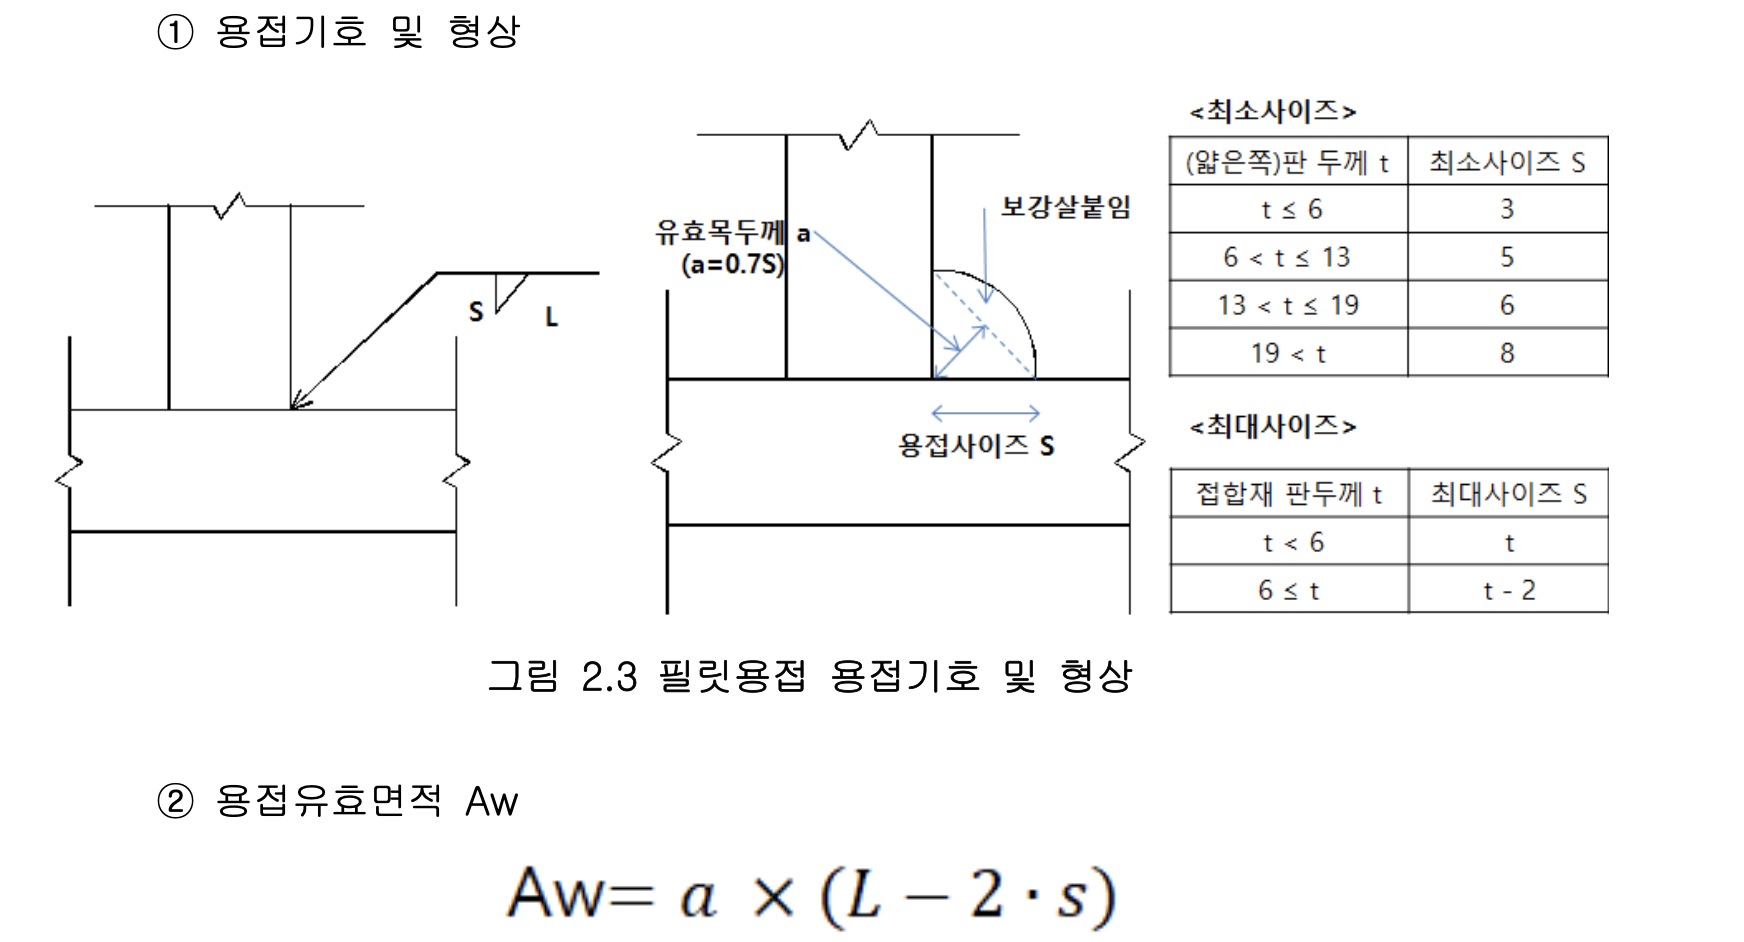 ① 용접기호 및 형상
S
L
유효목두께 a
(a=0.7S)
보강살붙임
용접사이즈 S
<최소사이즈>
(얇은쪽)판 두께 t 최소사이즈 S
t ≤ 6 3
6 < t ≤ 13 5
13 < t ≤ 19 6
19 < t 8
<최대사이즈>
접합재 판두께 t 최대사이즈 S
t < 6 t
6 ≤ t t - 2
그림 2.3 필릿용접 용접기호 및 형상
② 용접유효면적 Aw
Aw= a × (L − 2 · s)